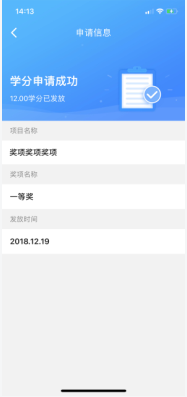 14:13
申请信息
学分申请成功
12.00学分已发放
项目名称
奖项奖项奖项
奖项名称
一等奖
发放时间
2018.12.19